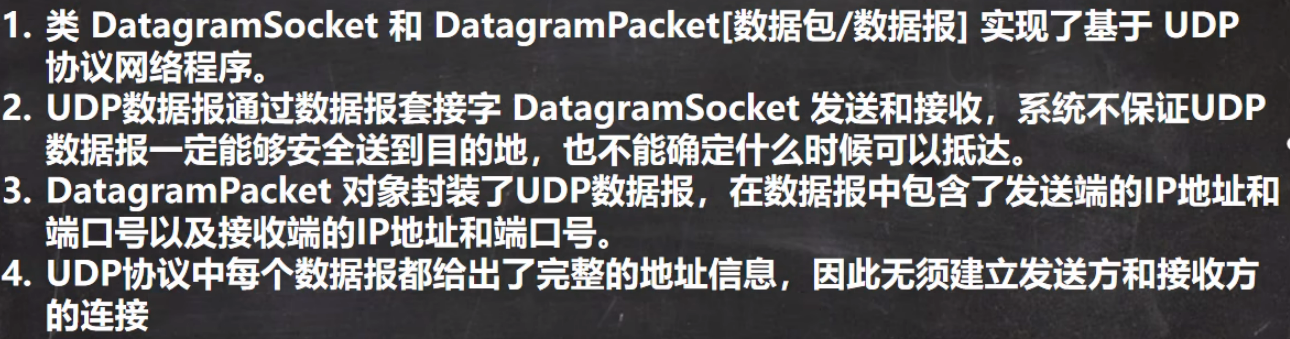 1. 类 DatagramSocket 和 DatagramPacket[数据包/数据报] 实现了基于 UDP
协议网络程序。
2. UDP数据报通过数据报套接字 DatagramSocket 发送和接收，系统不保证UDP
数据报一定能够安全送到目的地，也不能确定什么时候可以抵达。
3. DatagramPacket 对象封装了UDP数据报，在数据报中包含了发送端的IP地址和
端口号以及接收端的IP地址和端口号。
4. UDP协议中每个数据报都给出了完整的地址信息，因此无须建立发送方和接收方
的连接